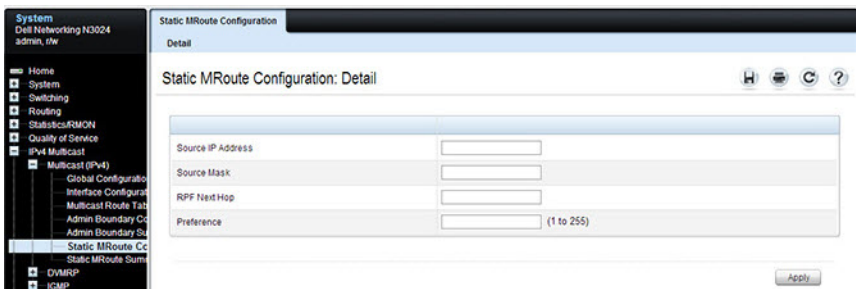 System
Dell Networking N3024
admin, r/w
Home
System
Switching
Routing
Statistics/RMON
Quality of Service
IPv4 Multicast
Multicast (IPv4)
Global Configuratio
Interface Configurat
Multicast Route Tab
Admin Boundary Co
Admin Boundary Su
Static MRoute Cc
Static MRoute Sum
DVMRP
IGMP
Static MRoute Configuration
Detail
Static MRoute Configuration: Detail
Source IP Address
Source Mask
RPF Next Hop
Preference (1 to 255)
Apply